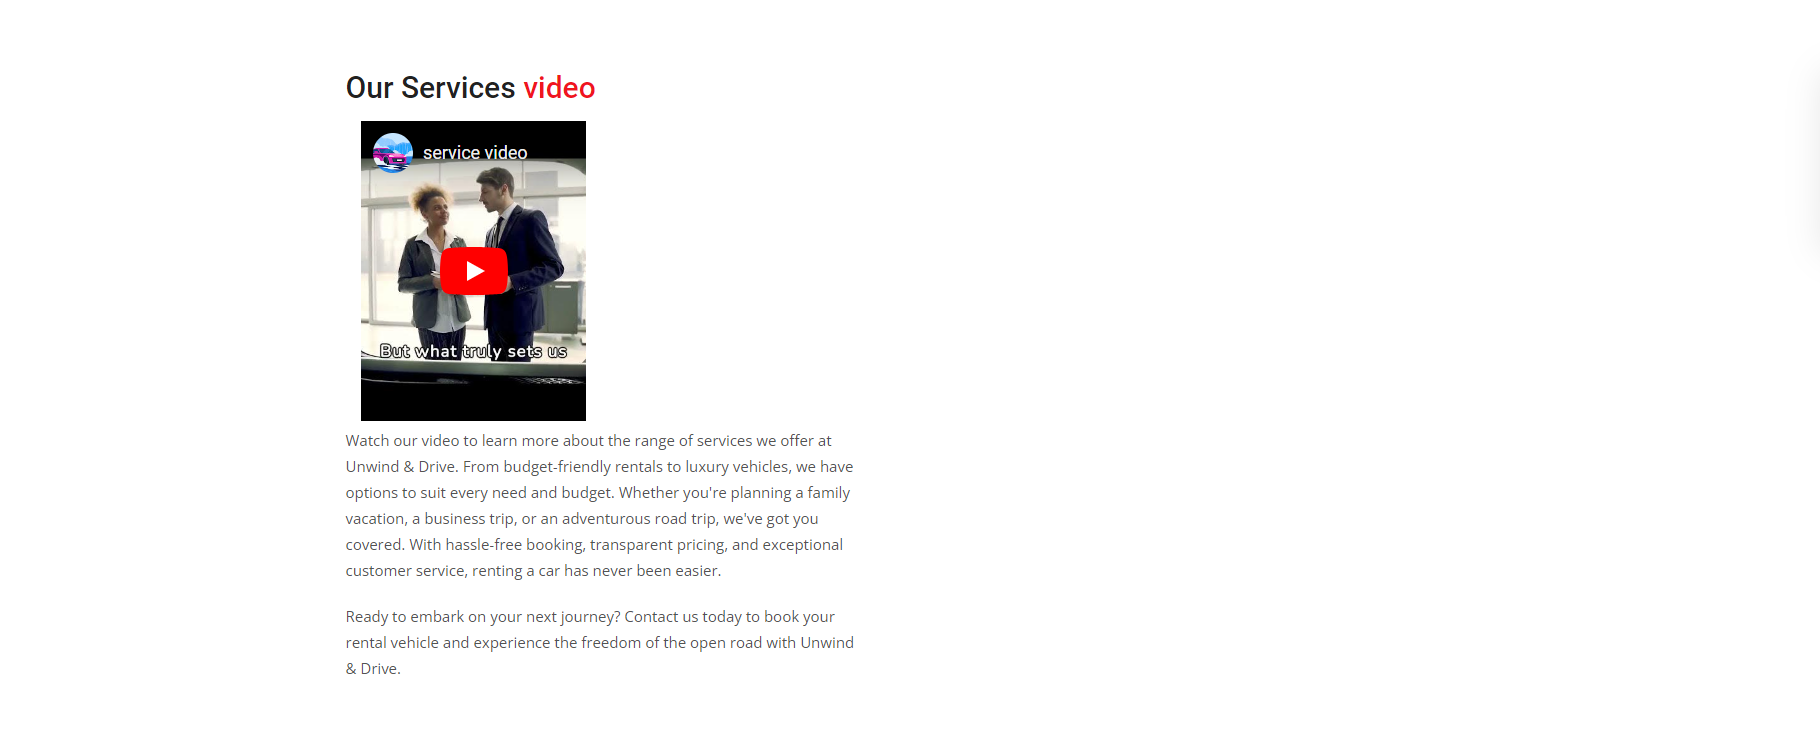 Our Services video
service video
But what truly sets us
Watch our video to learn more about the range of services we offer at
Unwind & Drive. From budget-friendly rentals to luxury vehicles, we have
options to suit every need and budget. Whether you're planning a family
vacation, a business trip, or an adventurous road trip, we've got you
covered. With hassle-free booking, transparent pricing, and exceptional
customer service, renting a car has never been easier.
Ready to embark on your next journey? Contact us today to book your
rental vehicle and experience the freedom of the open road with Unwind
& Drive.